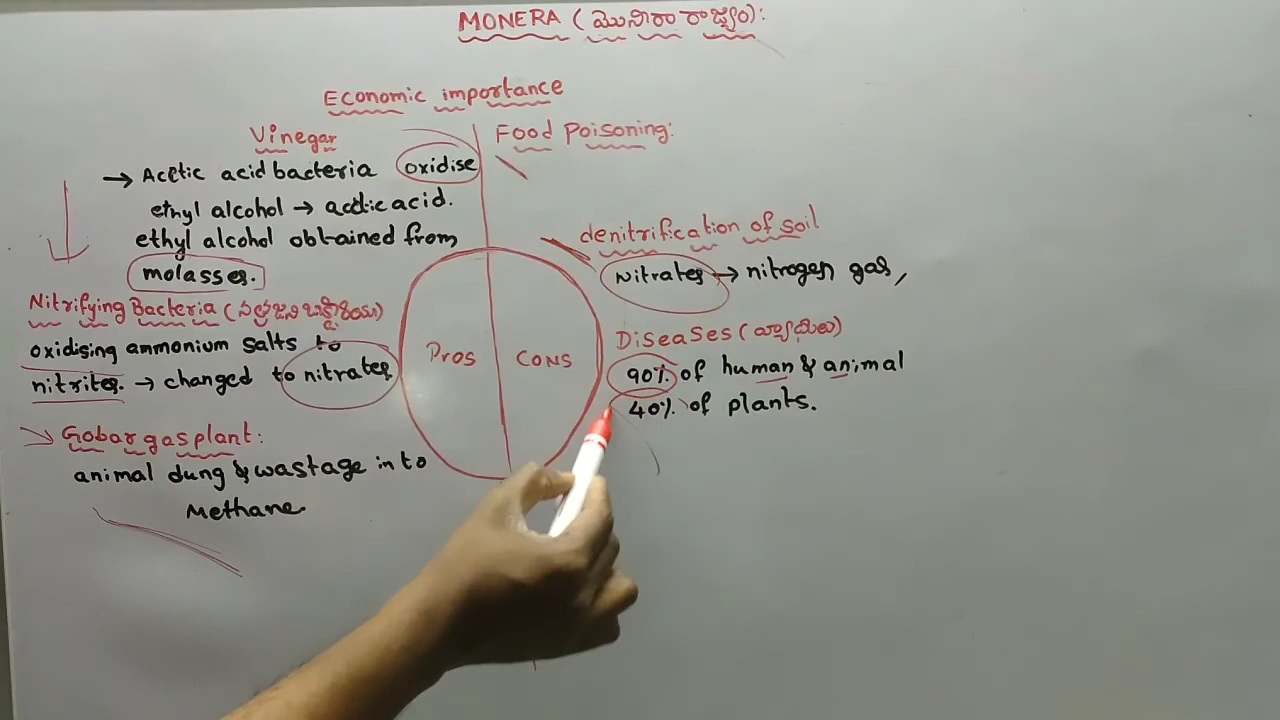 MONERA (మొనిరా రాజ్యం):
Economic importance
Vinegar
→ Acetic acid bacteria oxidise
ethyl alcohol → acetic acid.
ethyl alcohol obtained from
molasses.
Nitrifying Bacteria (
oxidising ammonium salts to
nitrites. → changed to nitrates
Gobar gas plant:
animal dung & wastage in to
Methane
Pros
CONS
Food Poisoning:
denitrification of soil
Nitrates → nitrogen gas,
Diseases (వ్యాధులు)
90% of human & animal
40% of plants.